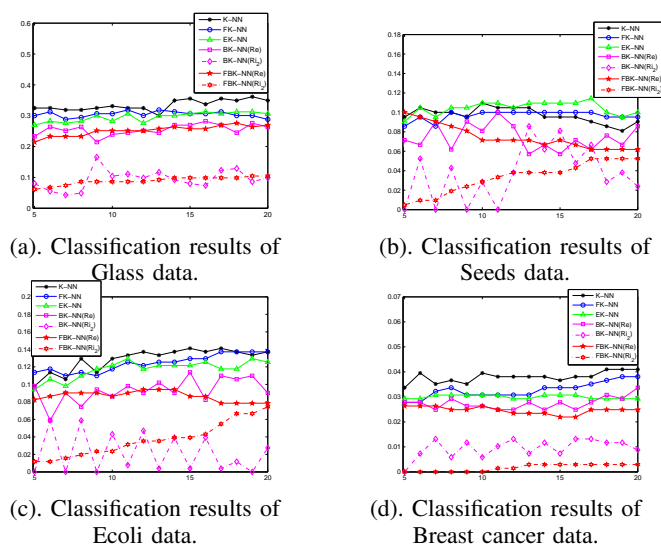 (a)
0.6
0.5
0.4
0.3
0.2
0.1
0
5
10
15
20
K−NN
FK−NN
EK−NN
BK−NN(Re)
BK−NN(Ri2)
FBK−NN(Re)
FBK−NN(Ri2)
(a). Classification results of
Glass data.
0.18
0.16
0.14
0.12
0.1
0.08
0.06
0.04
0.02
0
5
10
15
20
K−NN
FK−NN
EK−NN
BK−NN(Re)
BK−NN(Ri2)
FBK−NN(Re)
FBK−NN(Ri2)
(b). Classification results of
Seeds data.
0.2
0.18
0.16
0.14
0.12
0.1
0.08
0.06
0.04
0.02
0
5
10
15
20
K−NN
FK−NN
EK−NN
BK−NN(Re)
BK−NN(Ri2)
FBK−NN(Re)
FBK−NN(Ri2)
(c). Classification results of
Ecoli data.
0.07
0.06
0.05
0.04
0.03
0.02
0.01
0
5
10
15
20
K−NN
FK−NN
EK−NN
BK−NN(Re)
BK−NN(Ri2)
FBK−NN(Re)
FBK−NN(Ri2)
(d). Classification results of
Breast cancer data.